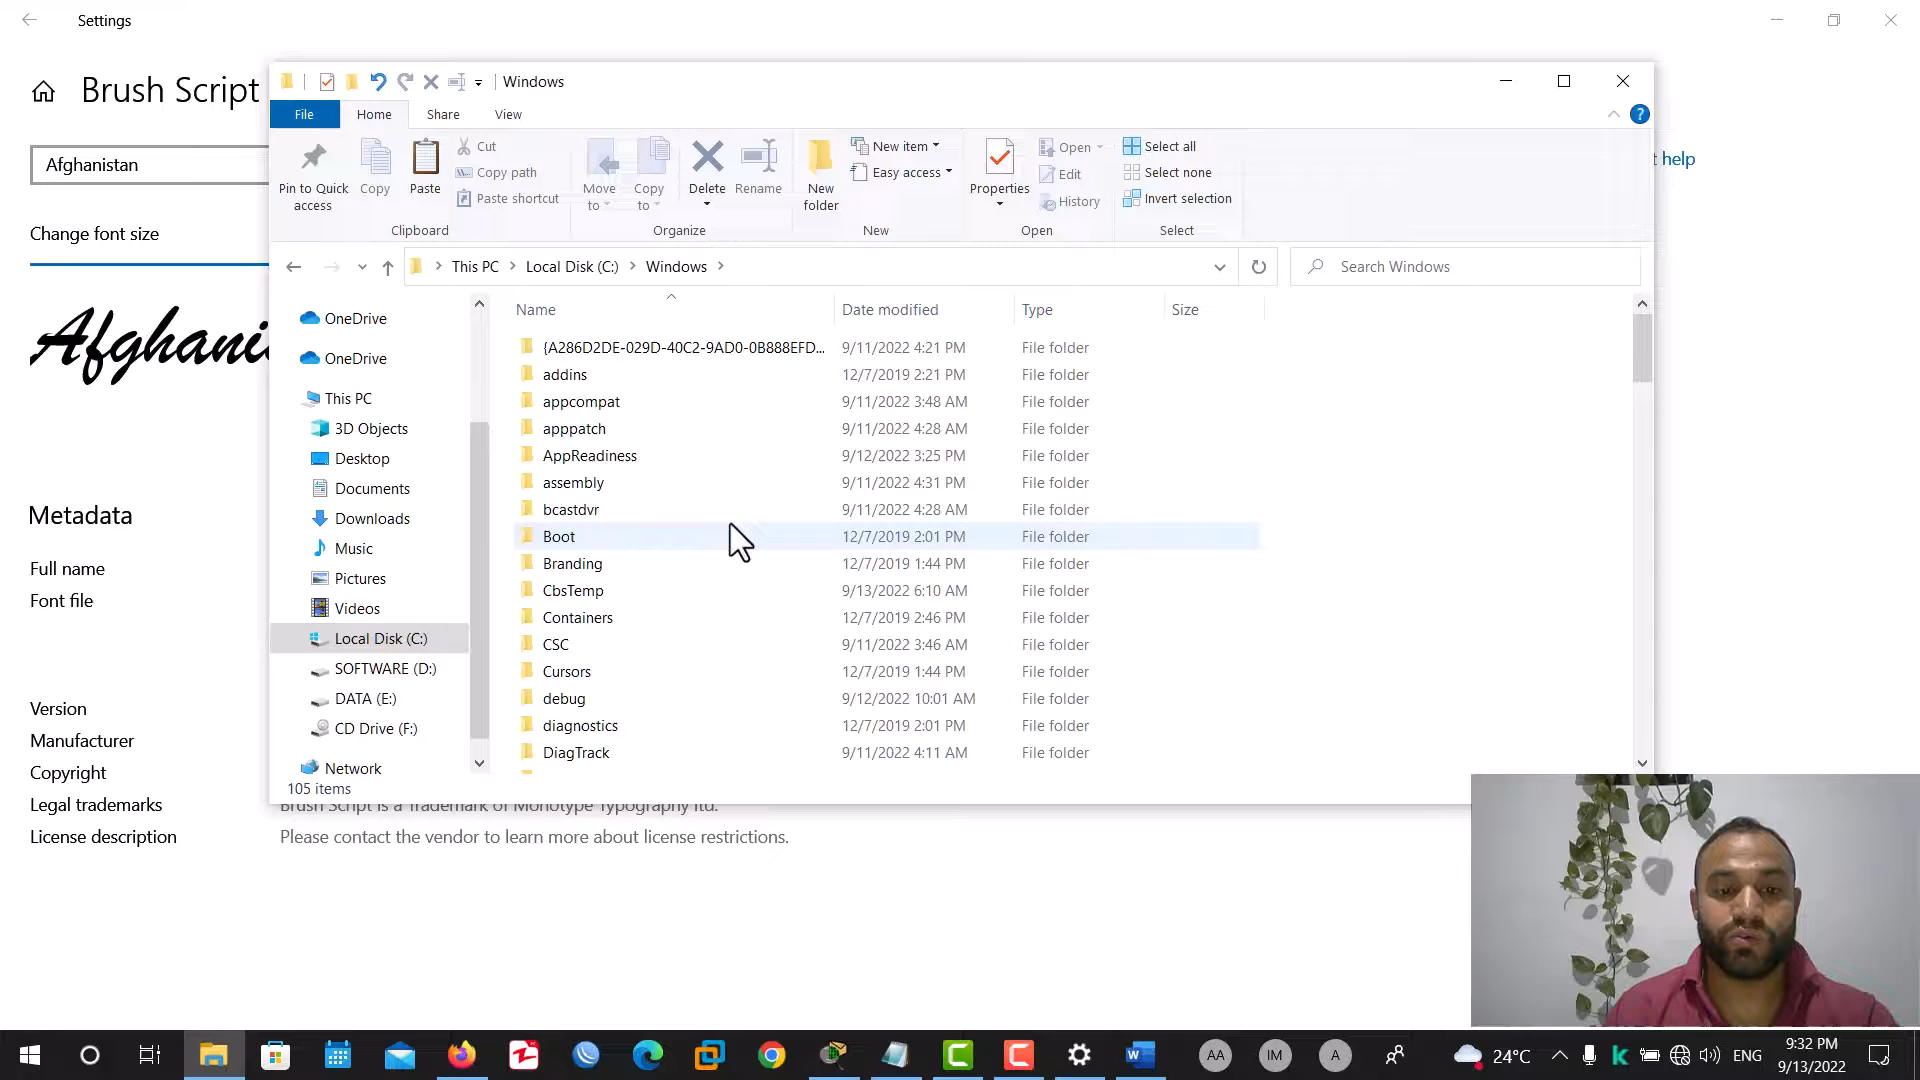 Settings
Brush Script
Afghanistan
Change font size
Afghanis
Metadata
Full name
Font file
Version
Manufacturer
Copyright
Legal trademarks
License description
Brush Script is a Trademark of Monotype Typography ltd.
Please contact the vendor to learn more about license restrictions.
help
Windows
File Home Share View
Pin to Quick access
Copy
Paste
Cut
Copy path
Paste shortcut
Clipboard
Move to
Copy to
Delete
Rename
Organize
New folder
New item
Easy access
New
Properties
Open
Edit
History
Open
Select all
Select none
Invert selection
Select
This PC > Local Disk (C:) > Windows >
Search Windows
OneDrive
OneDrive
This PC
3D Objects
Desktop
Documents
Downloads
Music
Pictures
Videos
Local Disk (C:)
SOFTWARE (D:)
DATA (E:)
CD Drive (F:)
Network
105 items
Name Date modified Type Size
{A286D2DE-029D-40C2-9AD0-0B888EFD... 9/11/2022 4:21 PM File folder
addins 12/7/2019 2:21 PM File folder
appcompat 9/11/2022 3:48 AM File folder
apppatch 9/11/2022 4:28 AM File folder
AppReadiness 9/12/2022 3:25 PM File folder
assembly 9/11/2022 4:31 PM File folder
bcastdvr 9/11/2022 4:28 AM File folder
Boot 12/7/2019 2:01 PM File folder
Branding 12/7/2019 1:44 PM File folder
CbsTemp 9/13/2022 6:10 AM File folder
Containers 12/7/2019 2:46 PM File folder
CSC 9/11/2022 3:46 AM File folder
Cursors 12/7/2019 1:44 PM File folder
debug 9/12/2022 10:01 AM File folder
diagnostics 12/7/2019 2:01 PM File folder
DiagTrack 9/11/2022 4:11 AM File folder
AA IM A
24°C
ENG
9:32 PM
9/13/2022